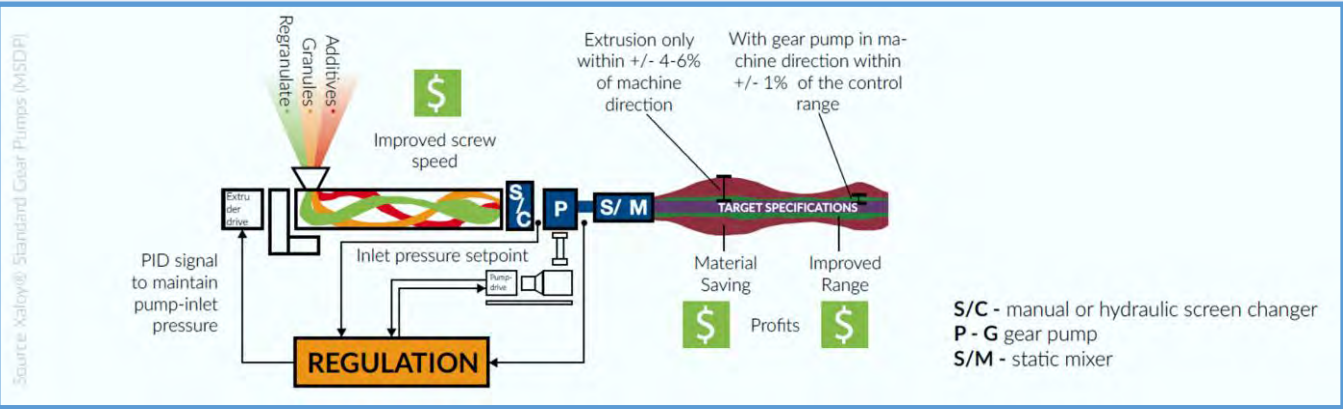 Source Xaloy® Standard Gear Pumps (MSDP)
Regranulate •
Granules •
Additives •
Improved screw
speed
Extrusion only
within +/- 4-6%
of machine
direction
With gear pump in ma-
chine direction within
+/- 1% of the control
range
Extru
der
drive
S/C
P
S/ M
TARGET SPECIFICATIONS
PID signal
to maintain
pump-inlet
pressure
Inlet pressure setpoint
Pump-
drive
REGULATION
Material
Saving
Improved
Range
$
$
Profits
$
S/C - manual or hydraulic screen changer
P - G gear pump
S/M - static mixer